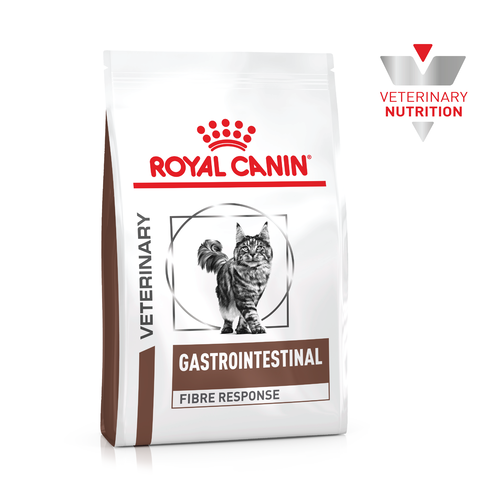 VETERINARY
NUTRITION
ROYAL CANIN®
VETERINARY
GASTROINTESTINAL
FIBRE RESPONSE